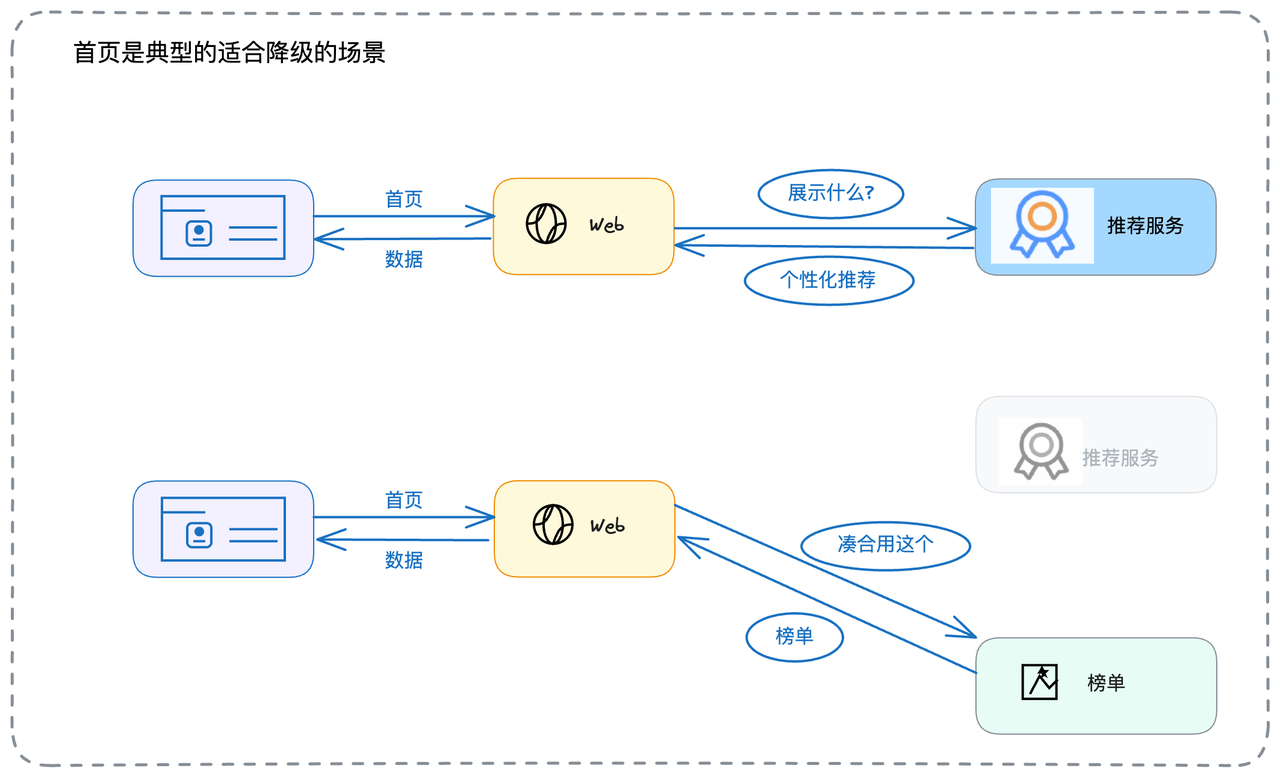 首页是典型的适合降级的场景
首页
数据
Web
展示什么?
个性化推荐
推荐服务
推荐服务
首页
数据
Web
凑合用这个
榜单
榜单